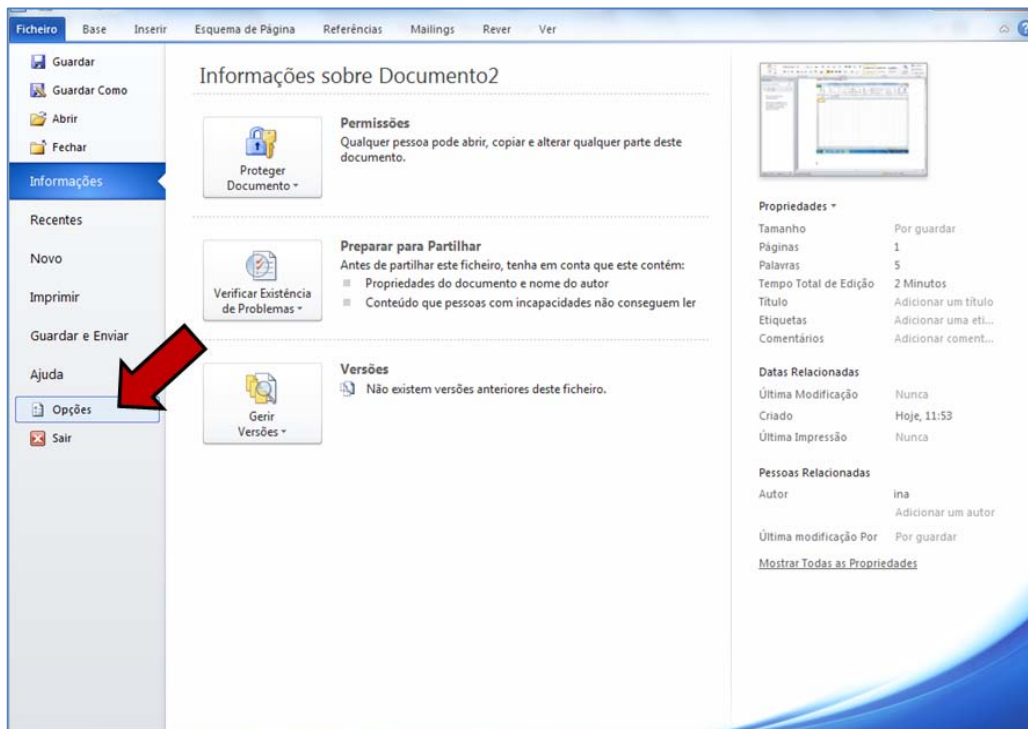 Ficheiro Base Inserir Esquema de Página Referências Mailings Rever Ver
Guardar
Guardar Como
Abrir
Fechar
Informações
Recentes
Novo
Imprimir
Guardar e Enviar
Ajuda
Opções
Sair
Informações sobre Documento2
Proteger
Documento
Permissões
Qualquer pessoa pode abrir, copiar e alterar qualquer parte deste
documento.
Verificar Existência
de Problemas
Preparar para Partilhar
Antes de partilhar este ficheiro, tenha em conta que este contém:
Propriedades do documento e nome do autor
Conteúdo que pessoas com incapacidades não conseguem ler
Gerir
Versões
Versões
Não existem versões anteriores deste ficheiro.
Propriedades
Tamanho Por guardar
Páginas 1
Palavras 5
Tempo Total de Edição 2 Minutos
Título Adicionar um título
Etiquetas Adicionar uma eti...
Comentários Adicionar coment...
Datas Relacionadas
Última Modificação Nunca
Criado Hoje, 11:53
Última Impressão Nunca
Pessoas Relacionadas
Autor ina
Adicionar um autor
Última modificação Por Por guardar
Mostrar Todas as Propriedades